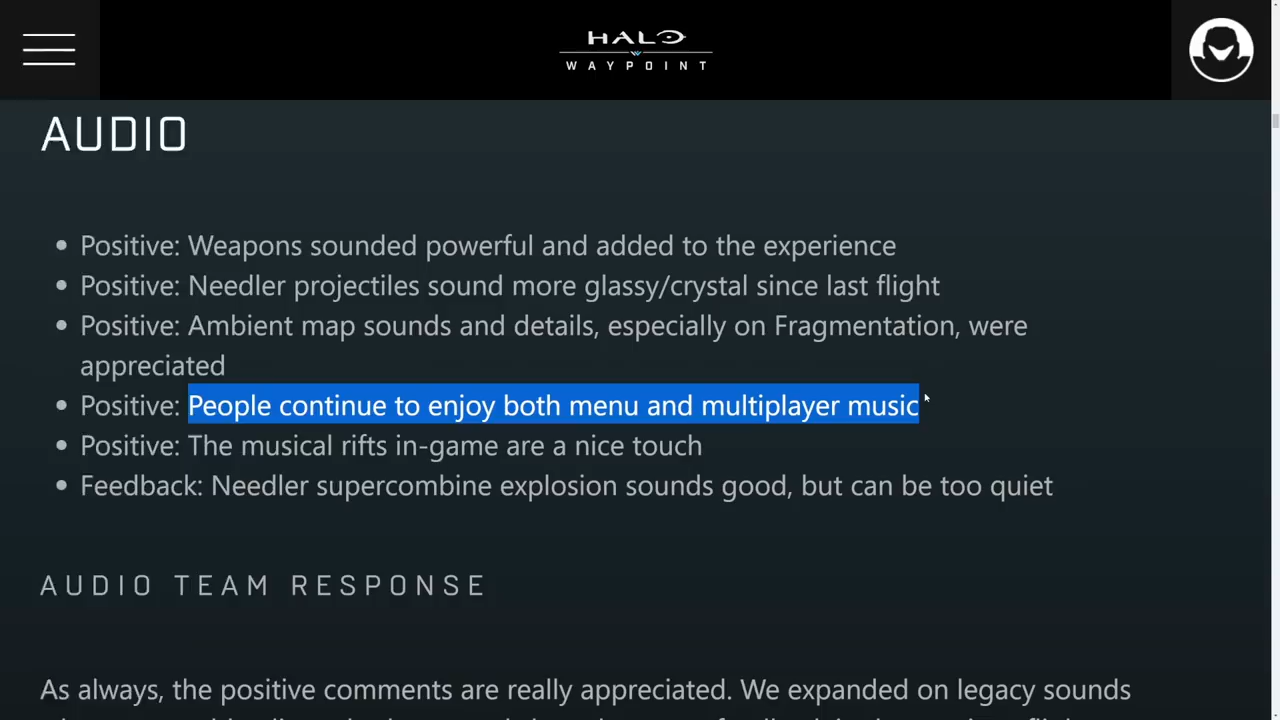 HALO
WAYPOINT
AUDIO
• Positive: Weapons sounded powerful and added to the experience
• Positive: Needler projectiles sound more glassy/crystal since last flight
• Positive: Ambient map sounds and details, especially on Fragmentation, were
appreciated
• Positive: People continue to enjoy both menu and multiplayer music
• Positive: The musical rifts in-game are a nice touch
• Feedback: Needler supercombine explosion sounds good, but can be too quiet
AUDIO TEAM RESPONSE
As always, the positive comments are really appreciated. We expanded on legacy sounds